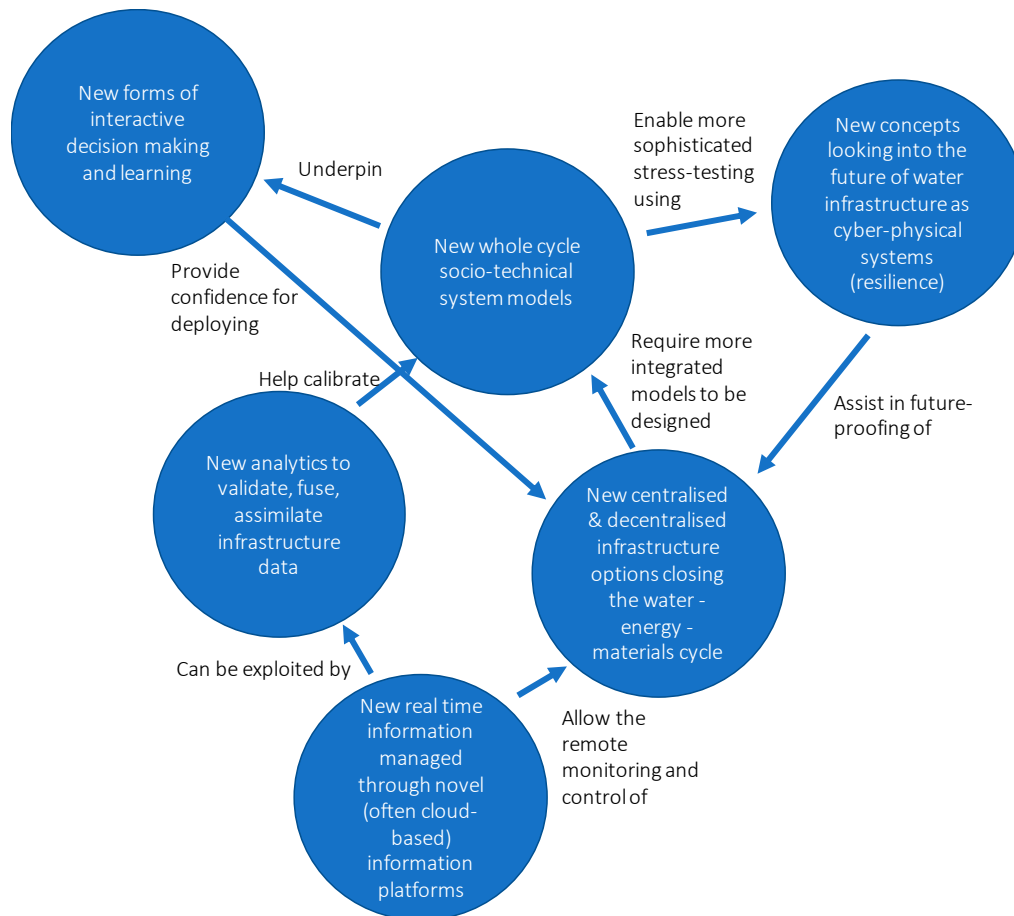 New forms of
interactive
decision making
and learning
Underpin
Enable more
sophisticated
stress-testing
using
New concepts
looking into the
future of water
infrastructure as
cyber-physical
systems
(resilience)
New whole cycle
socio-technical
system models
Provide
confidence for
deploying
Help calibrate
Require more
integrated
models to be
designed
Assist in future-
proofing of
New analytics to
validate, fuse,
assimilate
infrastructure
data
New centralised
& decentralised
infrastructure
options closing
the water -
energy -
materials cycle
Can be exploited by
New real time
information
managed
through novel
(often cloud-
based)
information
platforms
Allow the
remote
monitoring and
control of